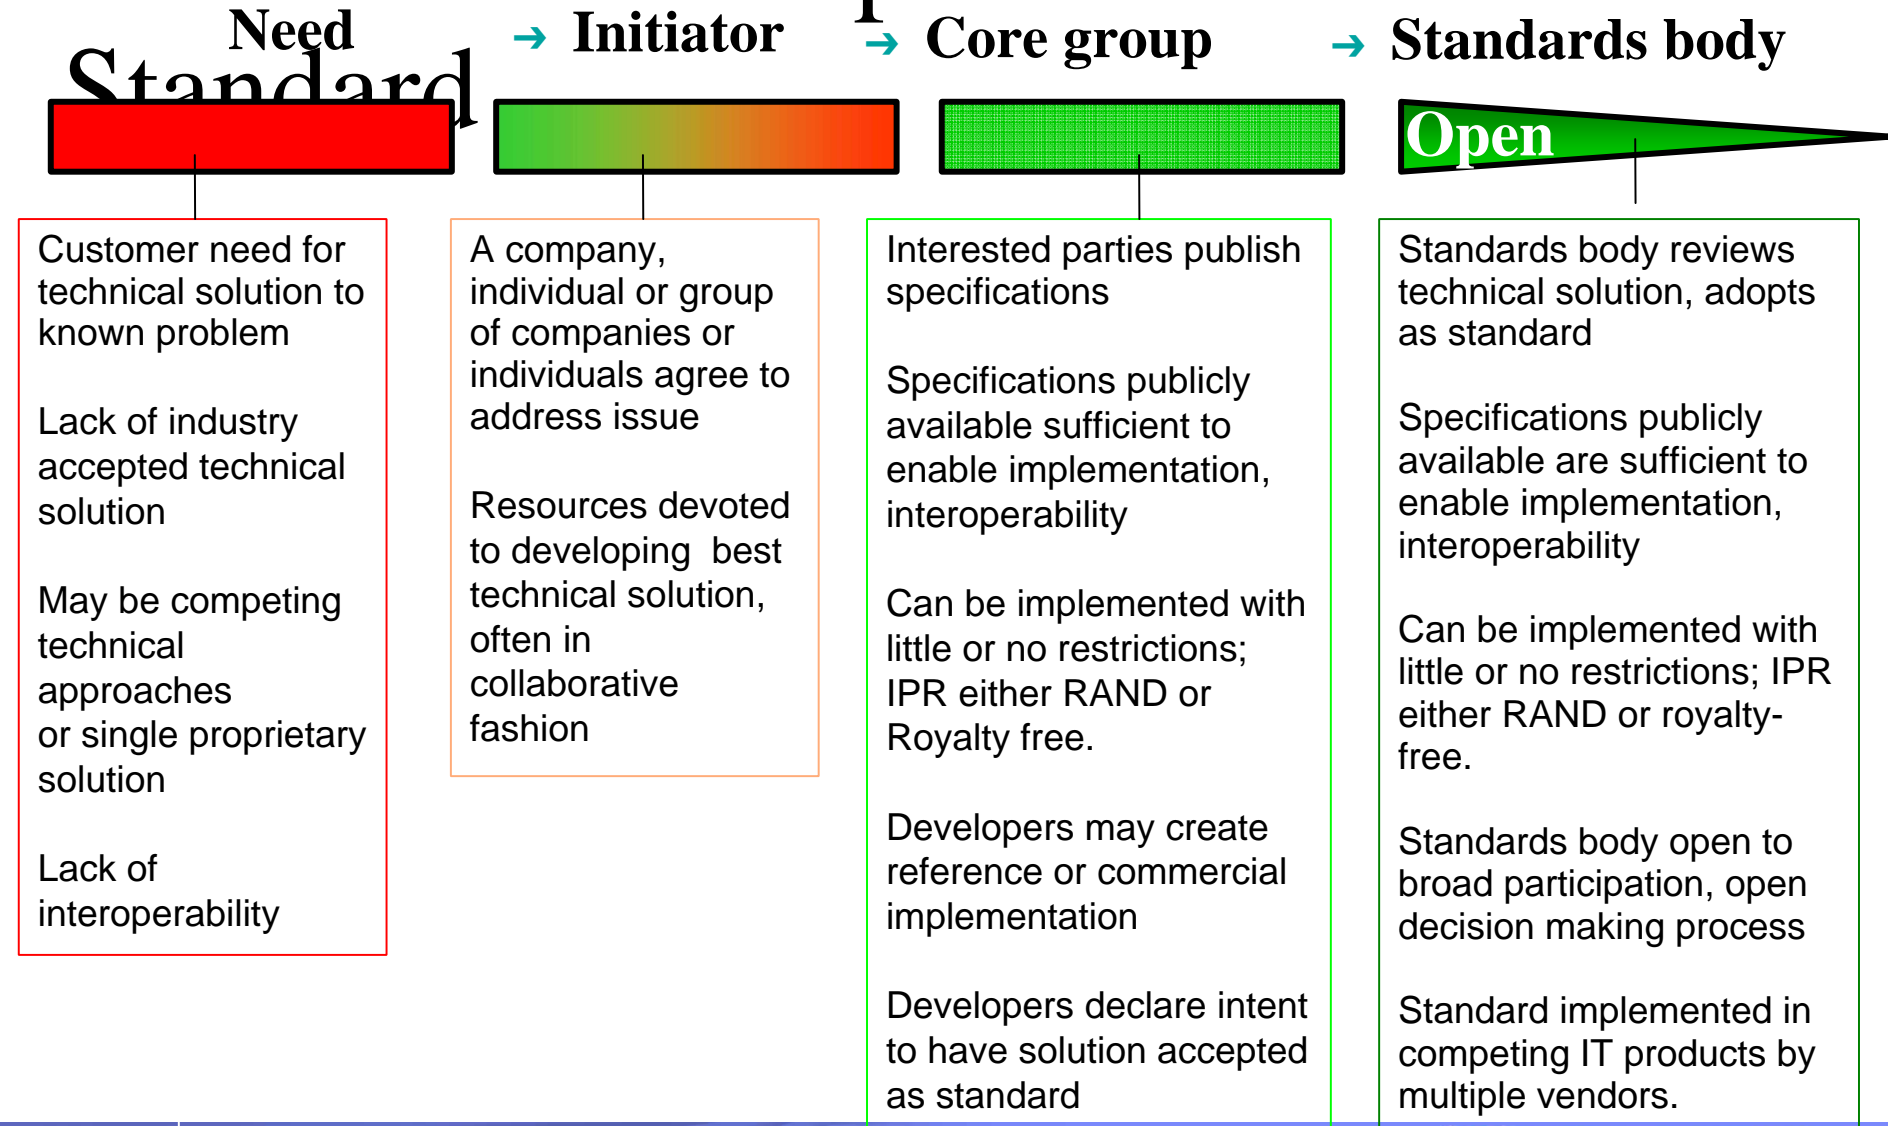 Need
→ Initiator
→ Core group
→ Standards body
Standard
Open
Customer need for
technical solution to
known problem
Lack of industry
accepted technical
solution
May be competing
technical
approaches
or single proprietary
solution
Lack of
interoperability
A company,
individual or group
of companies or
individuals agree to
address issue
Resources devoted
to developing best
technical solution,
often in
collaborative
fashion
Interested parties publish
specifications
Specifications publicly
available sufficient to
enable implementation,
interoperability
Can be implemented with
little or no restrictions;
IPR either RAND or
Royalty free.
Developers may create
reference or commercial
implementation
Developers declare intent
to have solution accepted
as standard
Standards body reviews
technical solution, adopts
as standard
Specifications publicly
available are sufficient to
enable implementation,
interoperability
Can be implemented with
little or no restrictions; IPR
either RAND or royalty-
free.
Standards body open to
broad participation, open
decision making process
Standard implemented in
competing IT products by
multiple vendors.